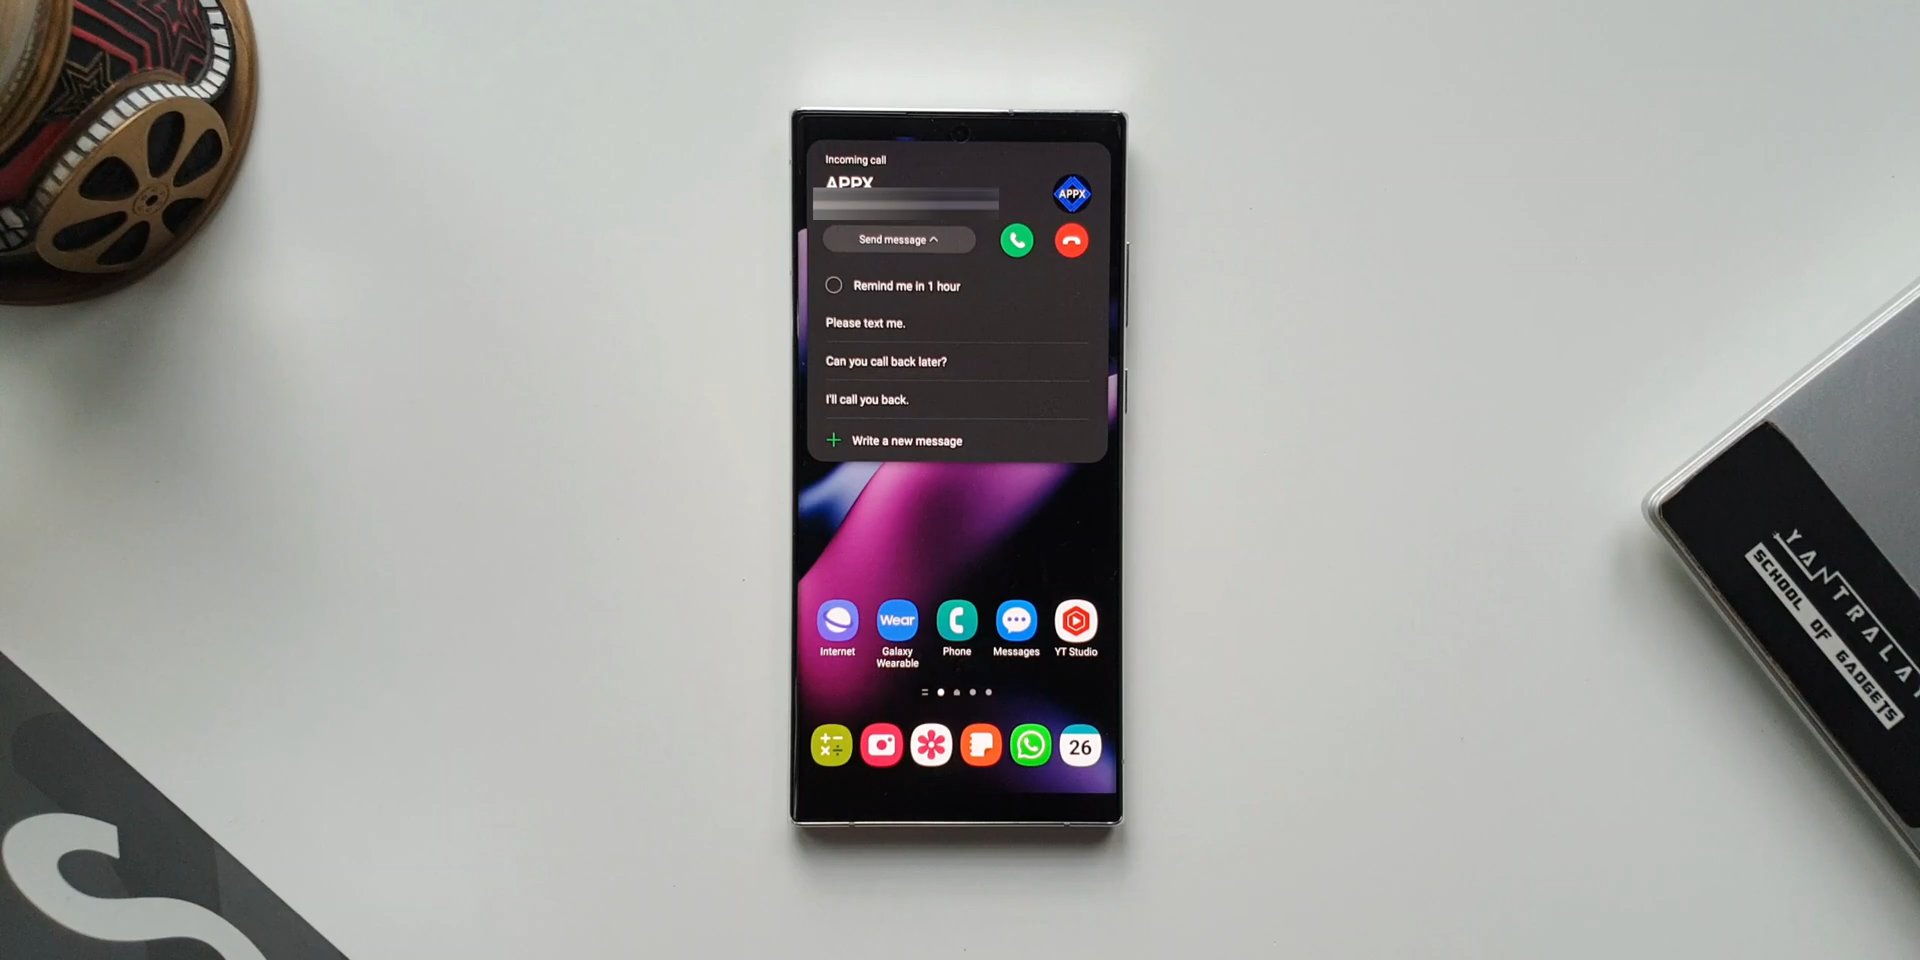 Incoming call
APPX
APPX
Send message
Remind me in 1 hour
Please text me.
Can you call back later?
I'll call you back.
+ Write a new message
Wear
Internet
Galaxy Wearable
Phone
Messages
YT Studio
26
S
SCHOOL OF GADGETS